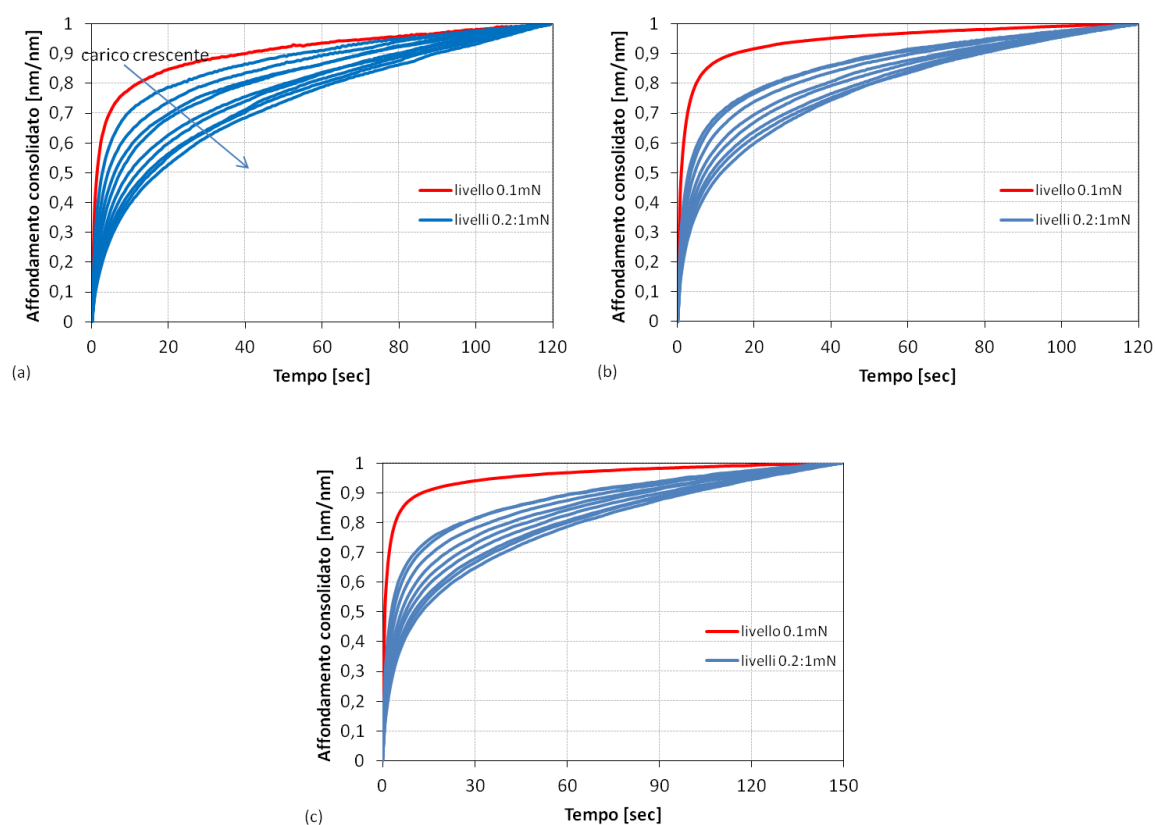 Affondamento consolidato [nm/nm]
1
0,9
0,8
0,7
0,6
0,5
0,4
0,3
0,2
0,1
0
carico crescente
livello 0.1mN
livelli 0.2:1mN
0 20 40 60 80 100 120
Tempo [sec]
(a)
Affondamento consolidato [nm/nm]
1
0,9
0,8
0,7
0,6
0,5
0,4
0,3
0,2
0,1
0
livello 0.1mN
livelli 0.2:1mN
0 20 40 60 80 100 120
Tempo [sec]
(b)
Affondamento consolidato [nm/nm]
1
0,9
0,8
0,7
0,6
0,5
0,4
0,3
0,2
0,1
0
livello 0.1mN
livelli 0.2:1mN
0 30 60 90 120 150
Tempo [sec]
(c)